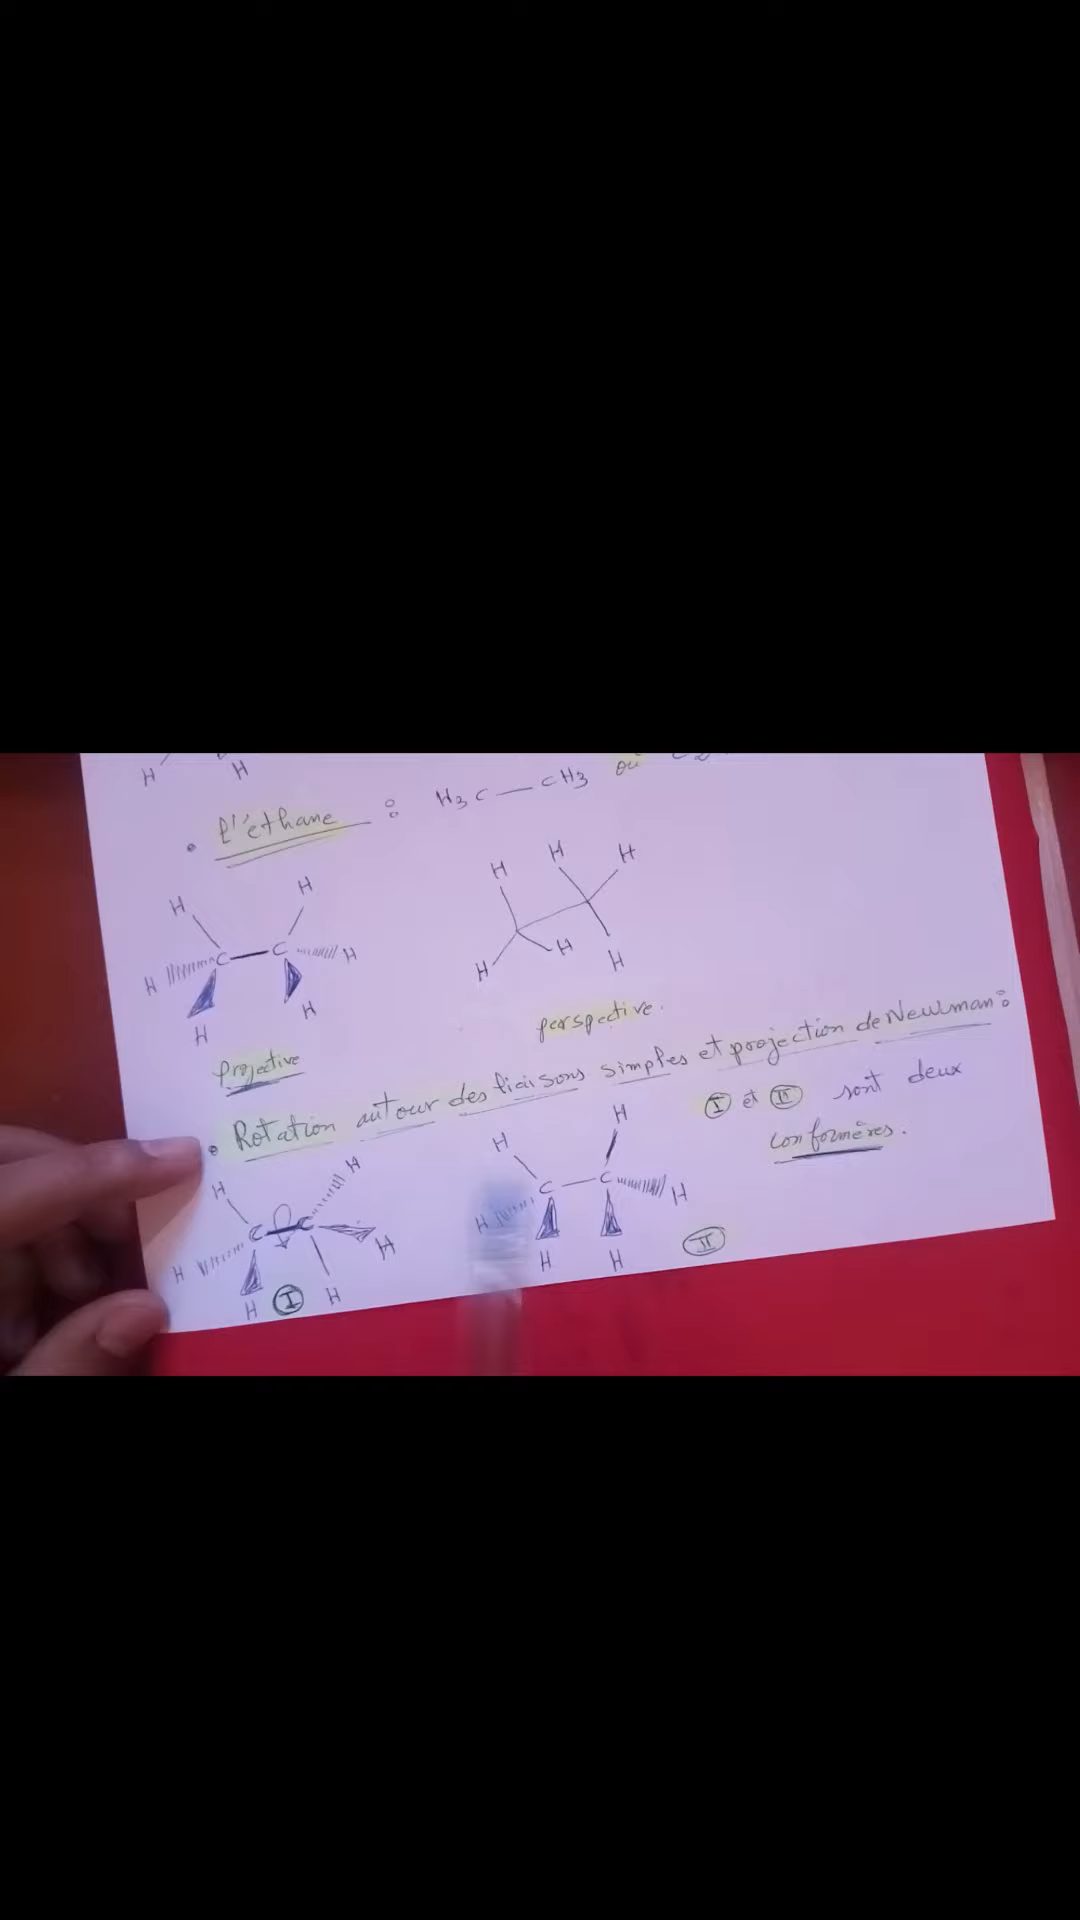 H H
• l'éthane : H3C — CH3 ou
H H H H H
H C — C H
H H H H H
projective perspective.
• Rotation autour des liaisons simples et projection de Newman :
H H H H I et II sont deux
H C — C H H C — C H conformères.
H I H H H II